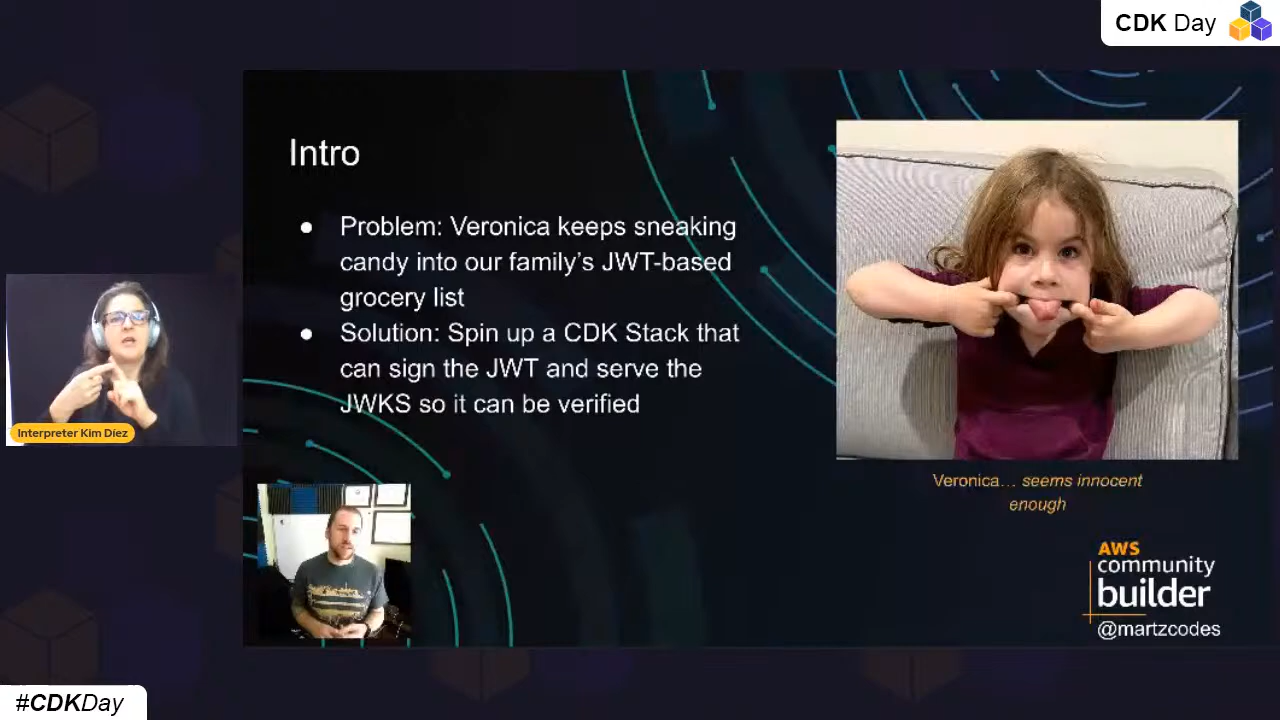 CDK Day
Intro
● Problem: Veronica keeps sneaking
candy into our family's JWT-based
grocery list
● Solution: Spin up a CDK Stack that
can sign the JWT and serve the
JWKS so it can be verified
Veronica... seems innocent
enough
Interpreter Kim Díez
AWS
community
builder
@martzcodes
#CDKDay